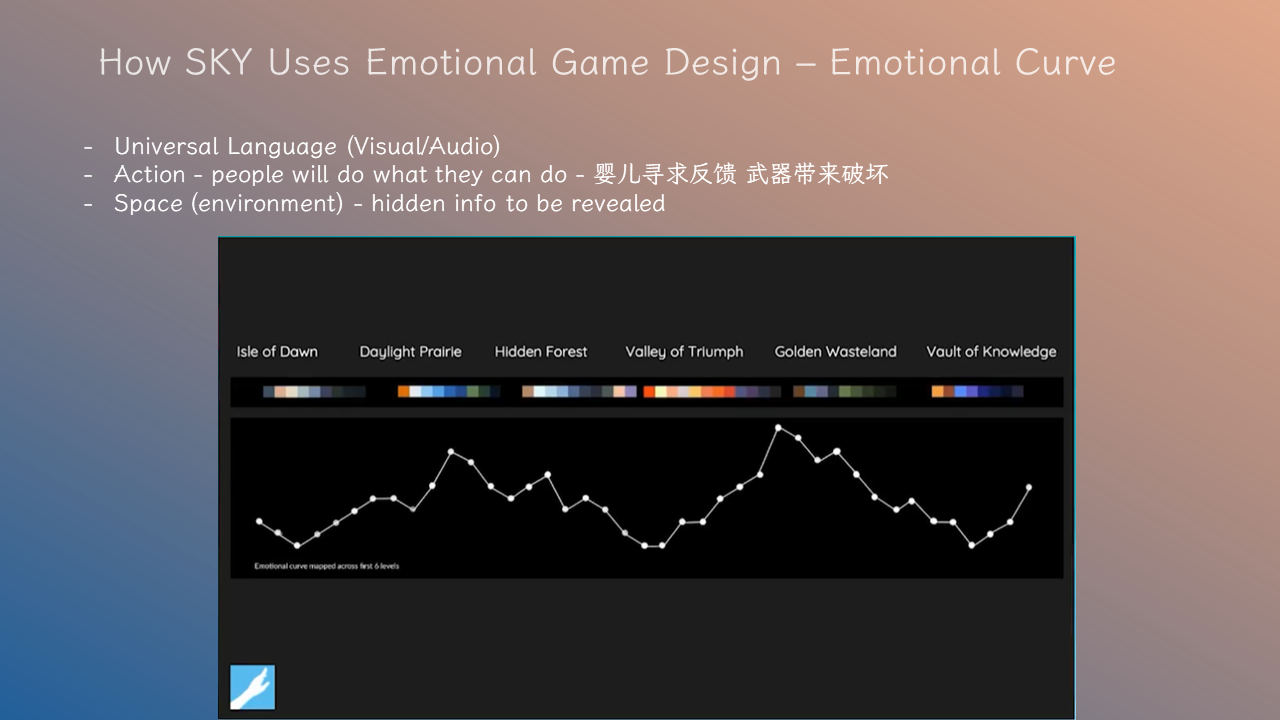 How SKY Uses Emotional Game Design – Emotional Curve
- Universal Language (Visual/Audio)
- Action - people will do what they can do - 婴儿寻求反馈 武器带来破坏
- Space (environment) - hidden info to be revealed
Isle of Dawn Daylight Prairie Hidden Forest Valley of Triumph Golden Wasteland Vault of Knowledge
Emotional curve mapped across first 6 levels